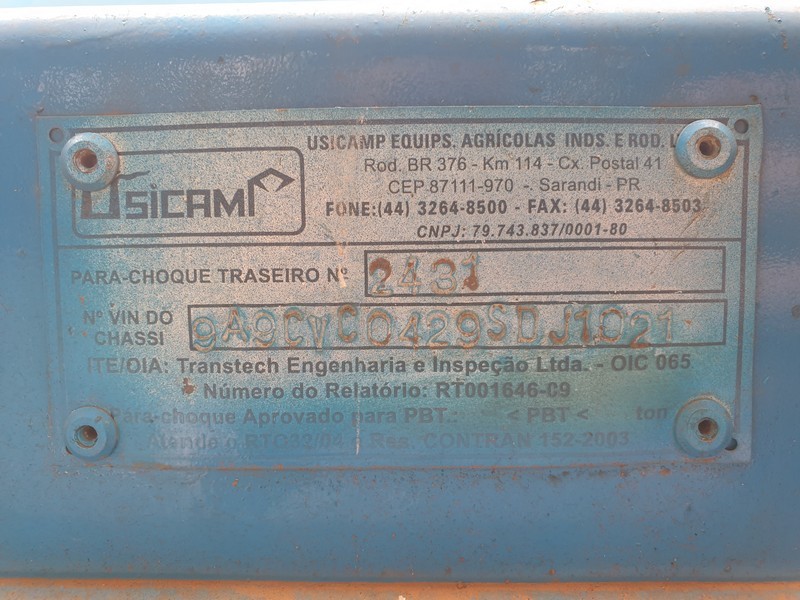 USICAMP EQUIPS. AGRÍCOLAS INDS. E ROD.
Rod. BR 376 - Km 114 - Cx. Postal 41
CEP 87111-970 - Sarandi - PR
FONE:(44) 3264-8500 - FAX: (44) 3264-8503
CNPJ: 79.743.837/0001-80
USICAMP
PARA-CHOQUE TRASEIRO Nº 2431
Nº VIN DO CHASSI 9A9CVC0429SDJ1021
ITE/OIA: Transtech Engenharia e Inspeção Ltda. - OIC 065
Número do Relatório: RT001646-09
Para-choque Aprovado para PBT.: < PBT < ton
Atende o RTQ32/04 e Res. CONTRAN 152-2003